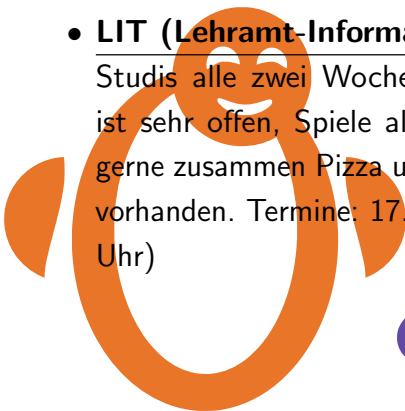 • LIT (Lehramt-Informa
Studis alle zwei Woche
ist sehr offen, Spiele al
gerne zusammen Pizza u
vorhanden. Termine: 17.
Uhr)